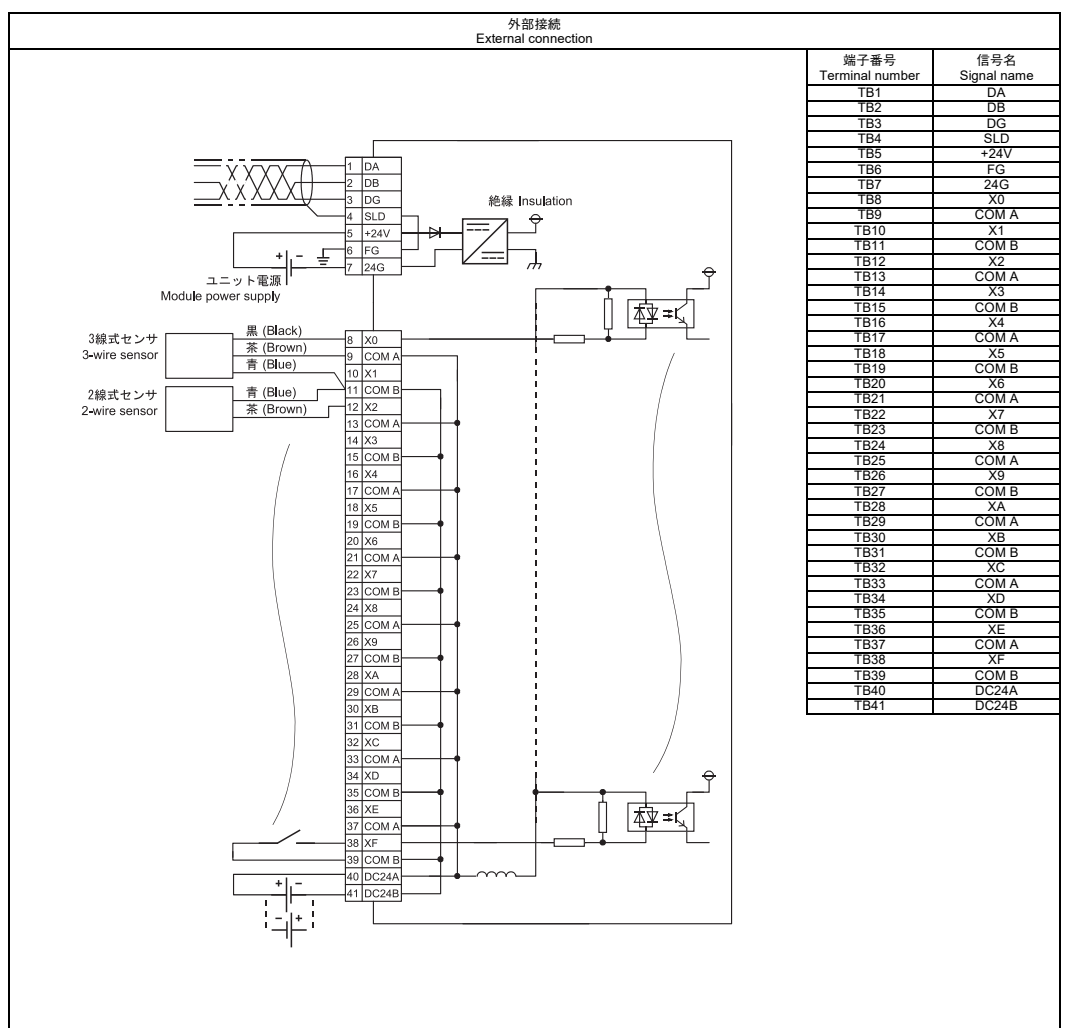 外部接続
External connection
端子番号 信号名
Terminal number Signal name
TB1 DA
TB2 DB
TB3 DG
TB4 SLD
TB5 +24V
TB6 FG
TB7 24G
TB8 X0
TB9 COM A
TB10 X1
TB11 COM B
TB12 X2
TB13 COM A
TB14 X3
TB15 COM B
TB16 X4
TB17 COM A
TB18 X5
TB19 COM B
TB20 X6
TB21 COM A
TB22 X7
TB23 COM B
TB24 X8
TB25 COM A
TB26 X9
TB27 COM B
TB28 XA
TB29 COM A
TB30 XB
TB31 COM B
TB32 XC
TB33 COM A
TB34 XD
TB35 COM B
TB36 XE
TB37 COM A
TB38 XF
TB39 COM B
TB40 DC24A
TB41 DC24B
1 DA
2 DB
3 DG
4 SLD
5 +24V
6 FG
7 24G
絶縁 Insulation
+ -
ユニット電源
Module power supply
3線式センサ
3-wire sensor
黒 (Black)
茶 (Brown)
青 (Blue)
2線式センサ
2-wire sensor
青 (Blue)
茶 (Brown)
8 X0
9 COM A
10 X1
11 COM B
12 X2
13 COM A
14 X3
15 COM B
16 X4
17 COM A
18 X5
19 COM B
20 X6
21 COM A
22 X7
23 COM B
24 X8
25 COM A
26 X9
27 COM B
28 XA
29 COM A
30 XB
31 COM B
32 XC
33 COM A
34 XD
35 COM B
36 XE
37 COM A
38 XF
39 COM B
40 DC24A
41 DC24B
+ -
- +